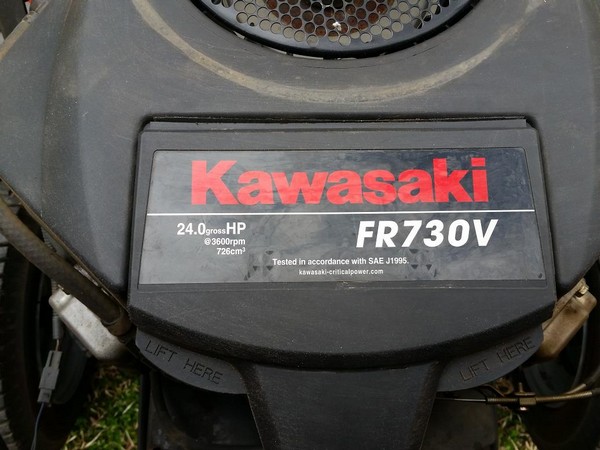 Kawasaki
24.0grossHP
@3600rpm
726cm³
FR730V
Tested in accordance with SAE J1995.
kawasaki-criticalpower.com
LIFT HERE
LIFT HERE